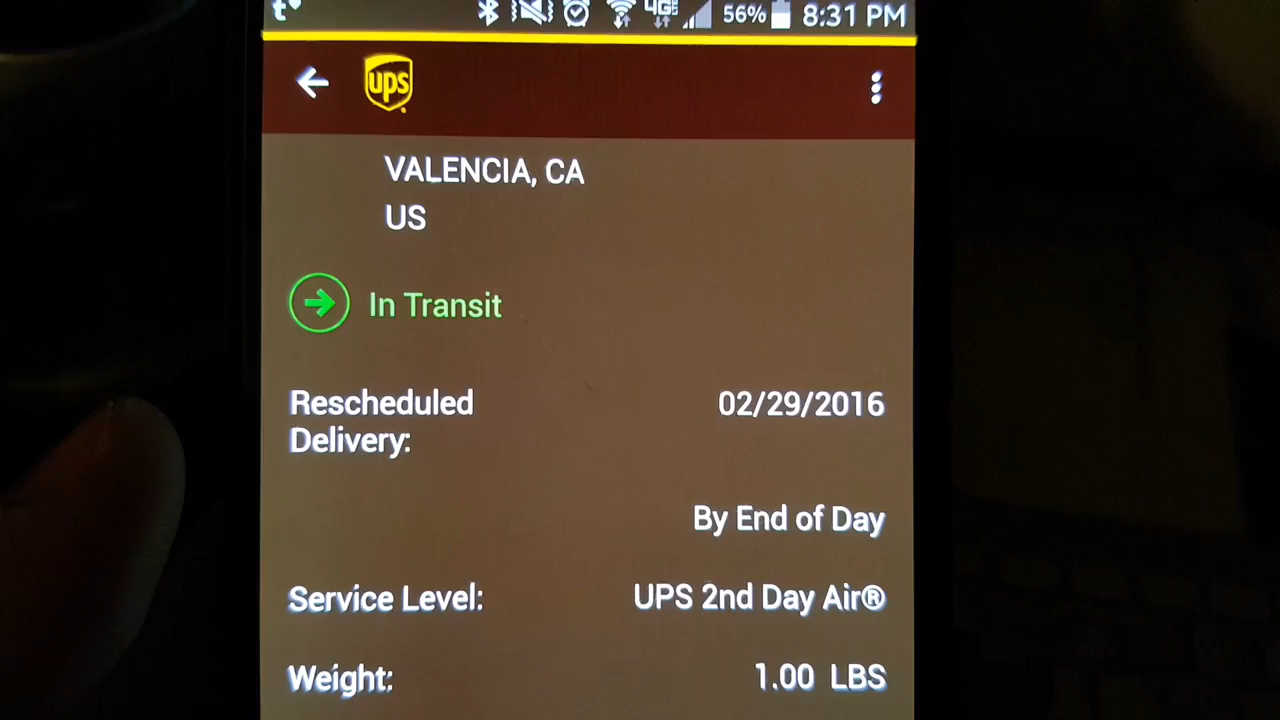 56% 8:31 PM
ups
VALENCIA, CA
US
In Transit
Rescheduled Delivery: 02/29/2016
By End of Day
Service Level: UPS 2nd Day Air®
Weight: 1.00 LBS